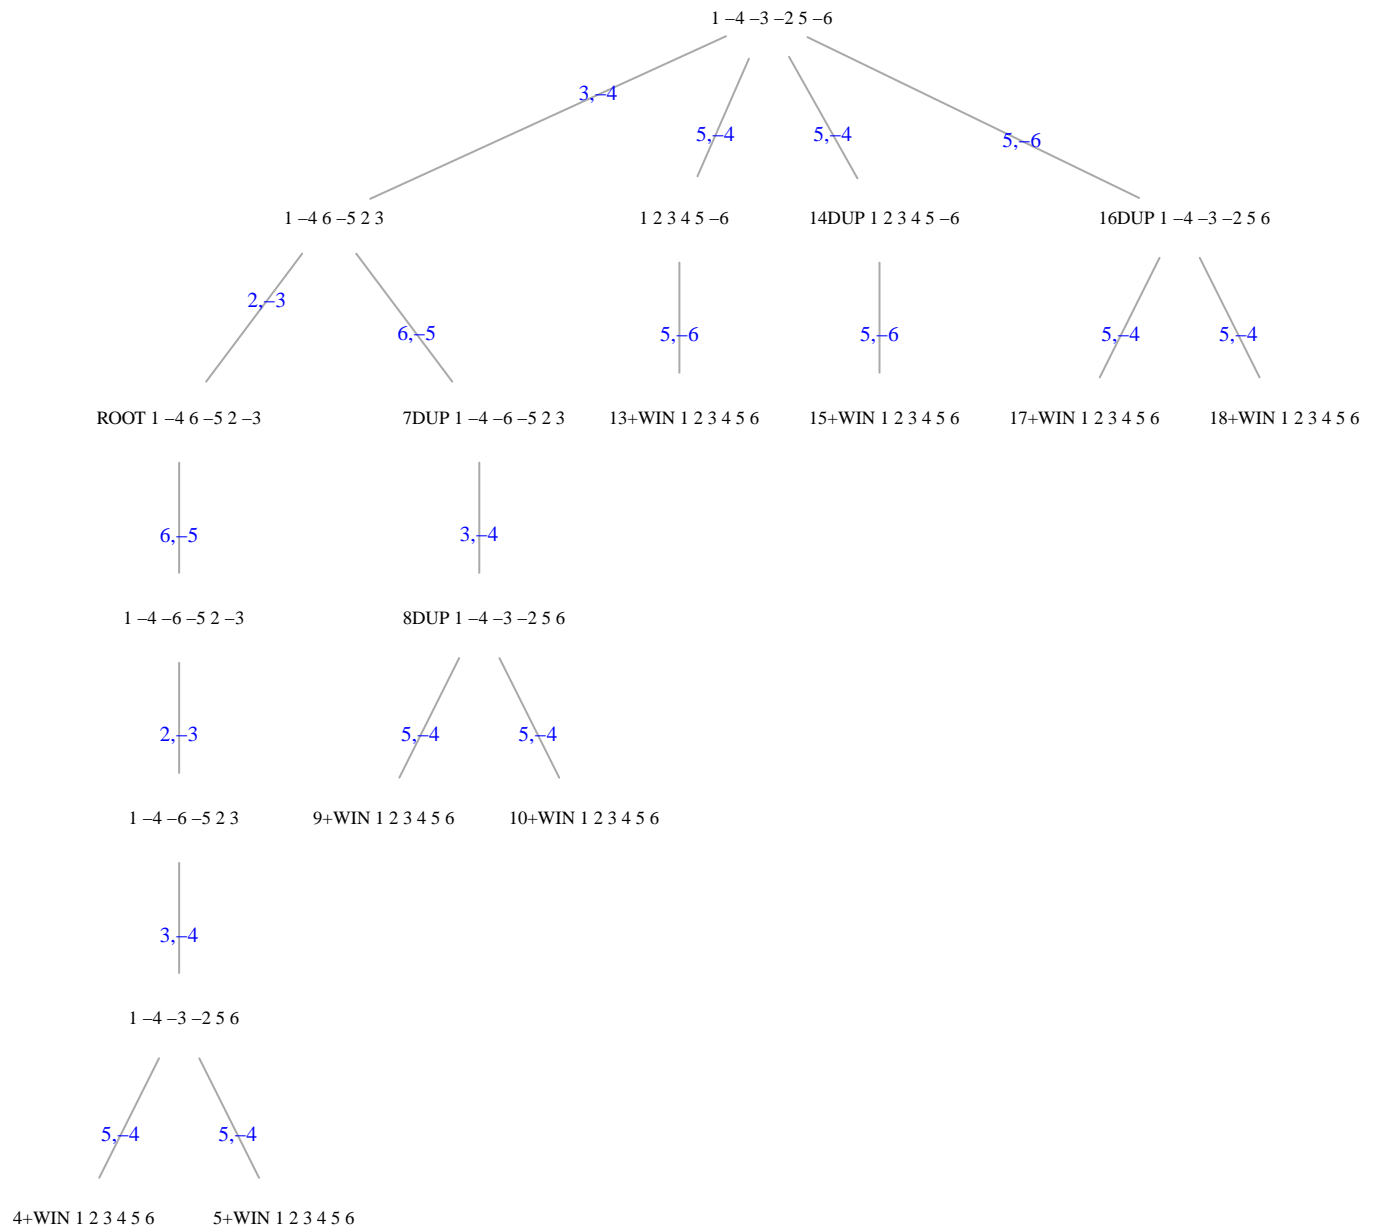 1 –4 –3 –2 5 –6
3,–4
5,–4
5,–4
5,–6
1 –4 6 –5 2 3
1 2 3 4 5 –6
14DUP 1 2 3 4 5 –6
16DUP 1 –4 –3 –2 5 6
2,–3
6,–5
5,–6
5,–6
5,–4
5,–4
ROOT 1 –4 6 –5 2 –3
7DUP 1 –4 –6 –5 2 3
13+WIN 1 2 3 4 5 6
15+WIN 1 2 3 4 5 6
17+WIN 1 2 3 4 5 6
18+WIN 1 2 3 4 5 6
6,–5
3,–4
1 –4 –6 –5 2 –3
8DUP 1 –4 –3 –2 5 6
2,–3
5,–4
5,–4
1 –4 –6 –5 2 3
9+WIN 1 2 3 4 5 6
10+WIN 1 2 3 4 5 6
3,–4
1 –4 –3 –2 5 6
5,–4
5,–4
4+WIN 1 2 3 4 5 6
5+WIN 1 2 3 4 5 6